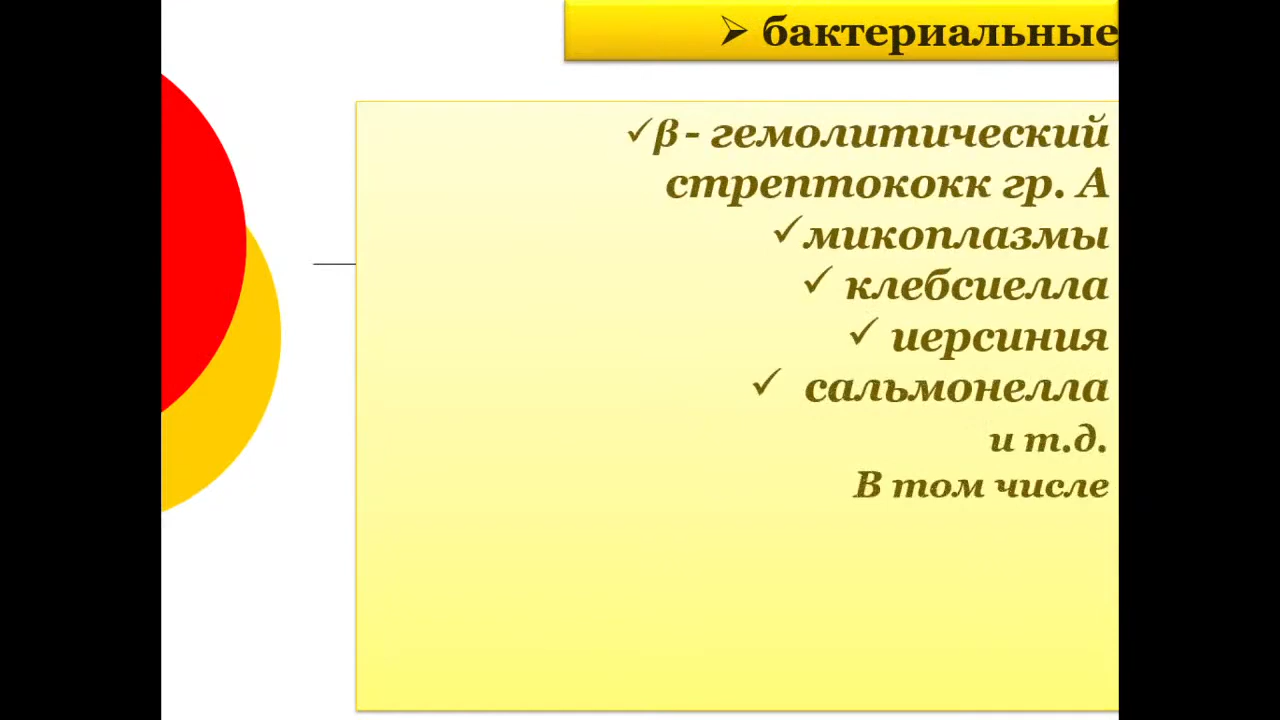 ➢ бактериальные
✓β - гемолитический
стрептококк гр. А
✓микоплазмы
✓ клебсиелла
✓ иерсиния
✓ сальмонелла
и т.д.
В том числе